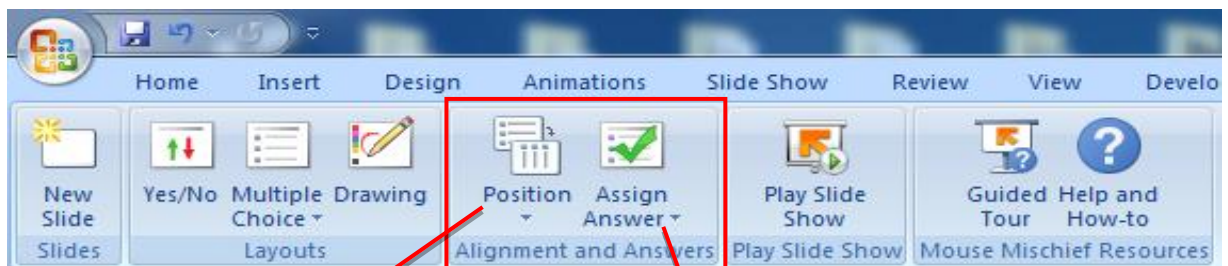 Home Insert Design Animations Slide Show Review View Develo
New Slide
Yes/No
Multiple Choice
Drawing
Position
Assign Answer
Play Slide Show
Guided Tour
Help and How-to
Slides Layouts Alignment and Answers Play Slide Show Mouse Mischief Resources